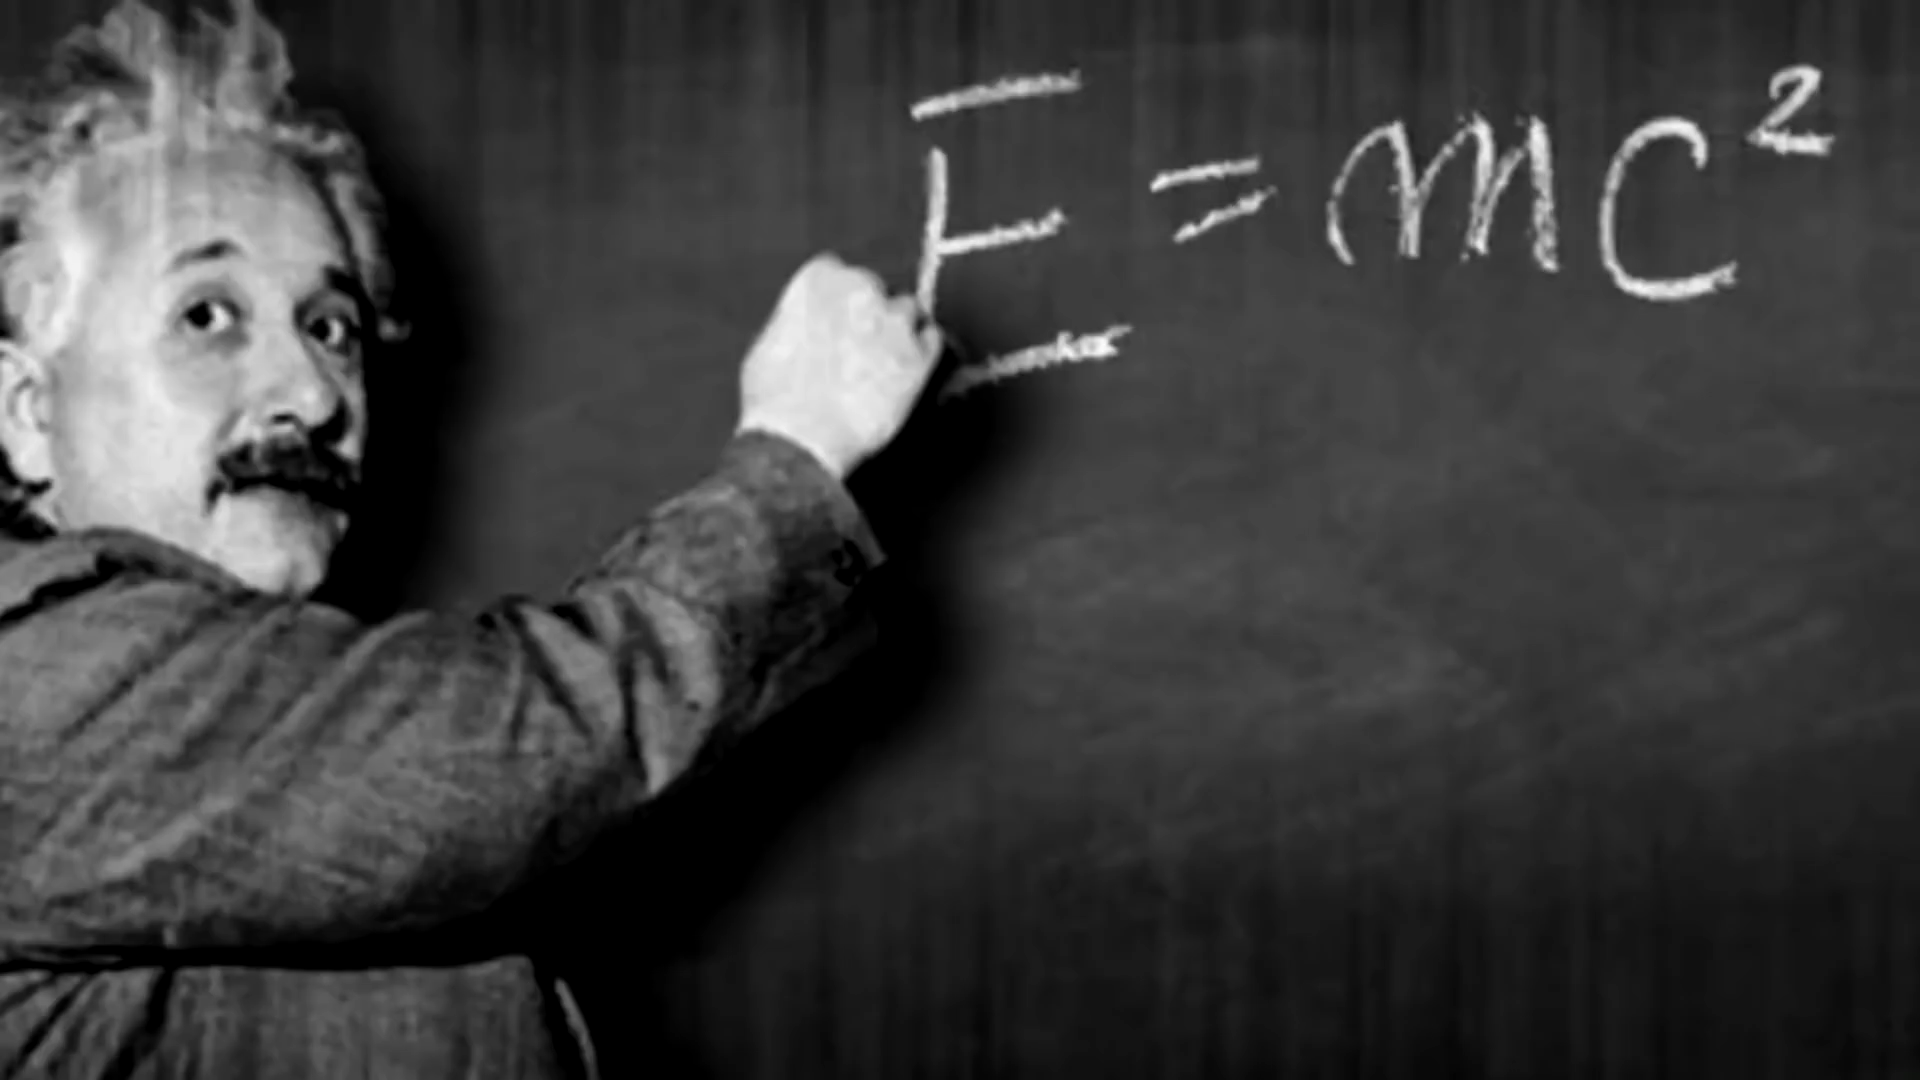 E = mc²